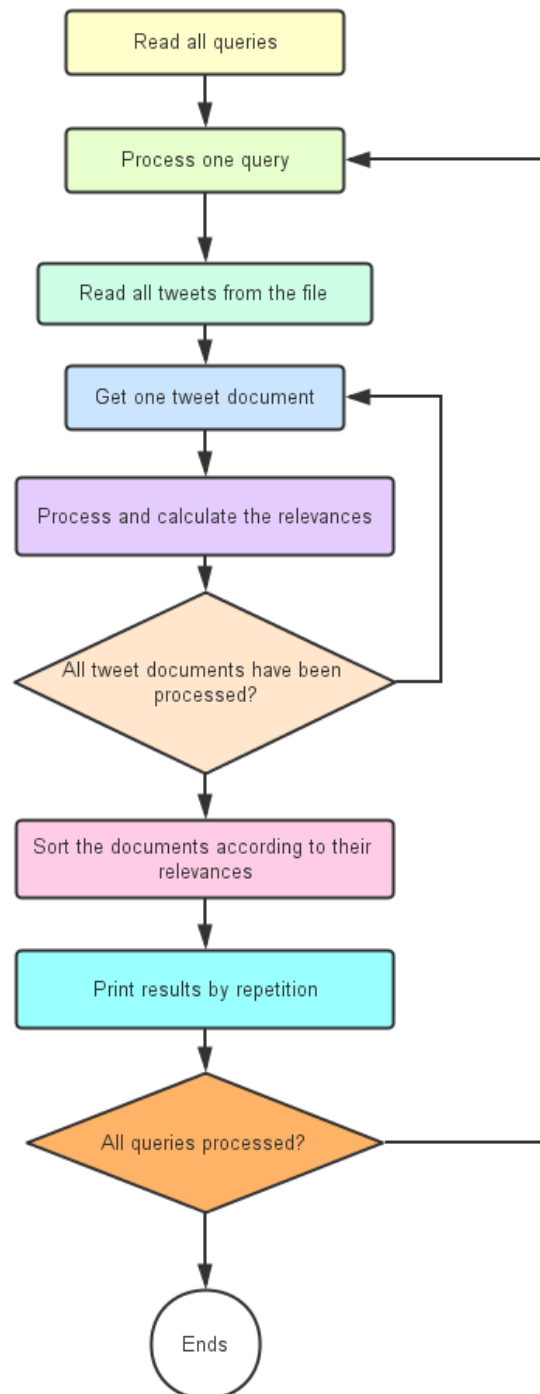 Read all queries
Process one query
Read all tweets from the file
Get one tweet document
Process and calculate the relevances
All tweet documents have been
processed?
Sort the documents according to their
relevances
Print results by repetition
All queries processed?
Ends